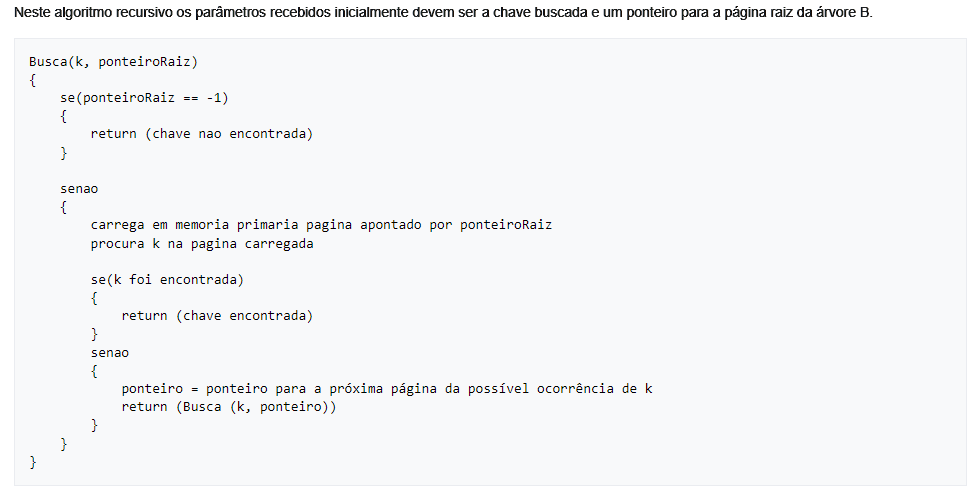 Neste algoritmo recursivo os parâmetros recebidos inicialmente devem ser a chave buscada e um ponteiro para a página raiz da árvore B.
Busca(k, ponteiroRaiz)
{
    se(ponteiroRaiz == -1)
    {
        return (chave nao encontrada)
    }
    senao
    {
        carrega em memoria primaria pagina apontado por ponteiroRaiz
        procura k na pagina carregada
        se(k foi encontrada)
        {
            return (chave encontrada)
        }
        senao
        {
            ponteiro = ponteiro para a próxima página da possível ocorrência de k
            return (Busca (k, ponteiro))
        }
    }
}